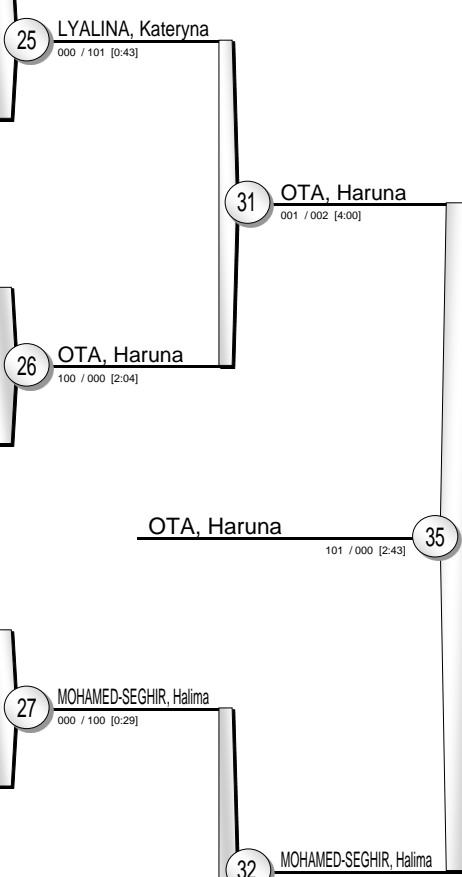 25
LYALINA, Kateryna
000 / 101 [0:43]
31
OTA, Haruna
001 / 002 [4:00]
26
OTA, Haruna
100 / 000 [2:04]
OTA, Haruna
35
101 / 000 [2:43]
27
MOHAMED-SEGHIR, Halima
000 / 100 [0:29]
32
MOHAMED-SEGHIR, Halima